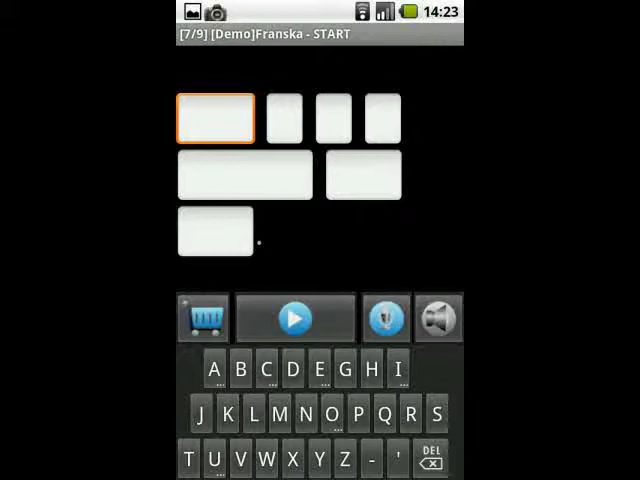 14:23
[7/9] [Demo]Franska - START
.
A B C D E G H I
J K L M N O P Q R S
T U V W X Y Z - ' DEL